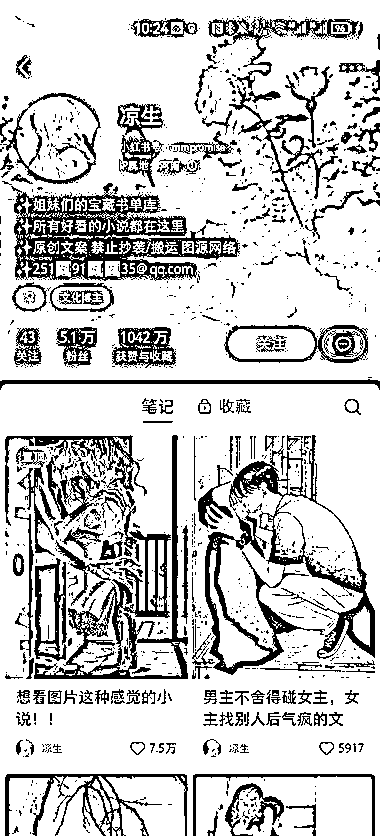 10:24
凉生
小红书号
姐妹们的宝藏书单库
所有好看的小说都在这里
原创文案 禁止抄袭/搬运 图源网络
文化博主
43
5.1万
1042万
关注
粉丝
获赞与收藏
关注
笔记
收藏
想看图片这种感觉的小
说！！
凉生
7.5万
男主不舍得碰女主，女
主找别人后气疯的文
凉生
5917